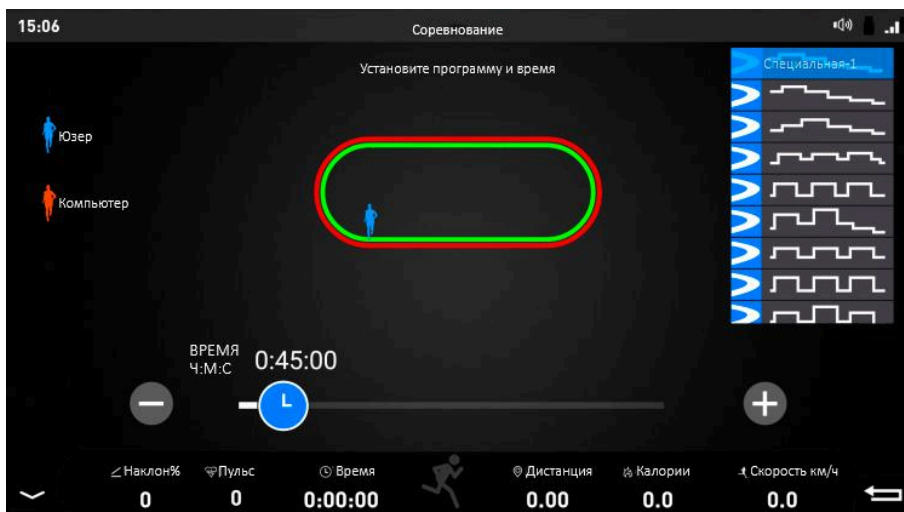 15:06
Соревнование
Установите программу и время
Специальная-1
Юзер
Компьютер
ВРЕМЯ
Ч:М:С
0:45:00
Наклон% Пульс Время Дистанция Калории Скорость км/ч
0 0 0:00:00 0.00 0.0 0.0